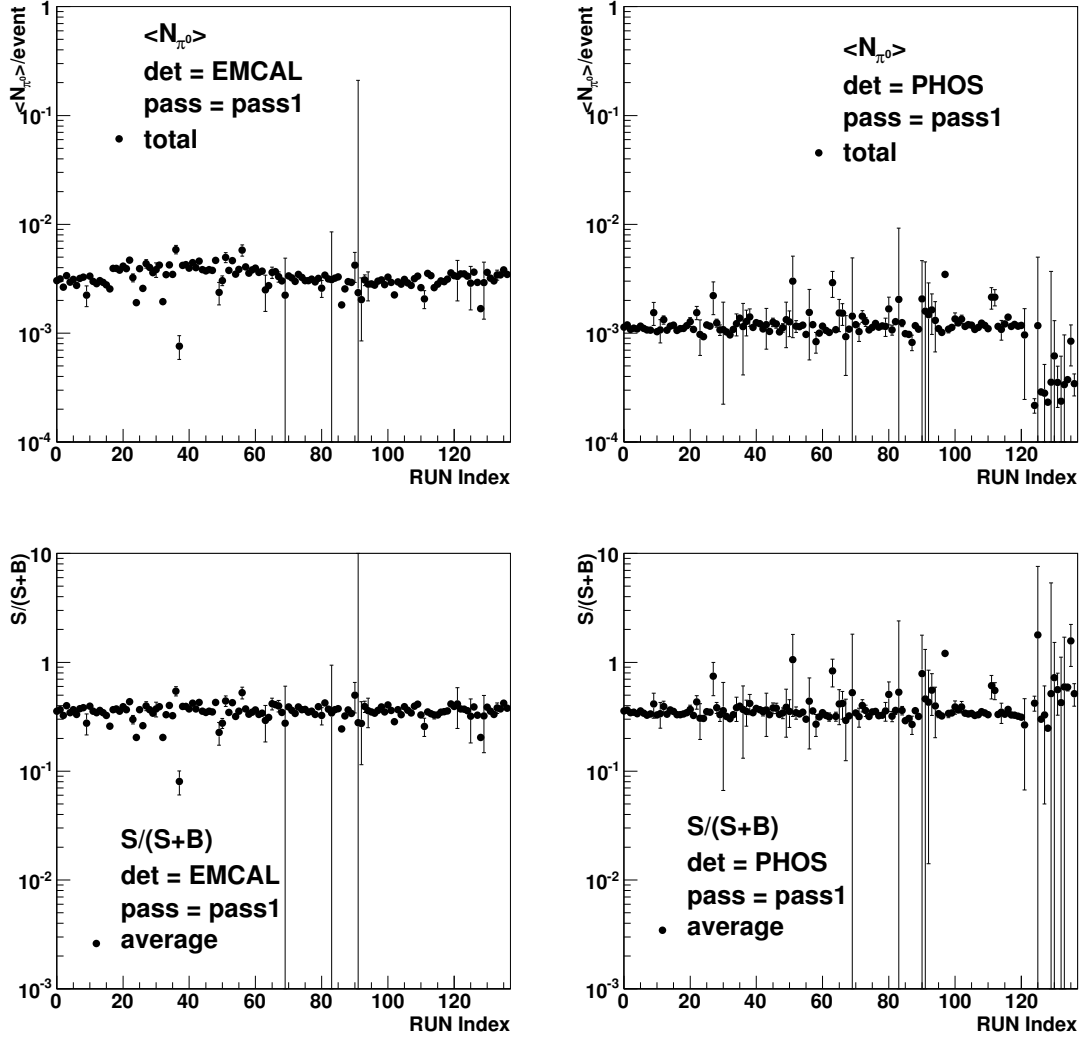 <N_π⁰>/event
1
10⁻¹
10⁻²
10⁻³
10⁻⁴
<N_π⁰>
det = EMCAL
pass = pass1
total
0 20 40 60 80 100 120
RUN Index
<N_π⁰>/event
1
10⁻¹
10⁻²
10⁻³
10⁻⁴
<N_π⁰>
det = PHOS
pass = pass1
total
0 20 40 60 80 100 120
RUN Index
S/(S+B)
10
1
10⁻¹
10⁻²
10⁻³
S/(S+B)
det = EMCAL
pass = pass1
average
0 20 40 60 80 100 120
RUN Index
S/(S+B)
10
1
10⁻¹
10⁻²
10⁻³
S/(S+B)
det = PHOS
pass = pass1
average
0 20 40 60 80 100 120
RUN Index